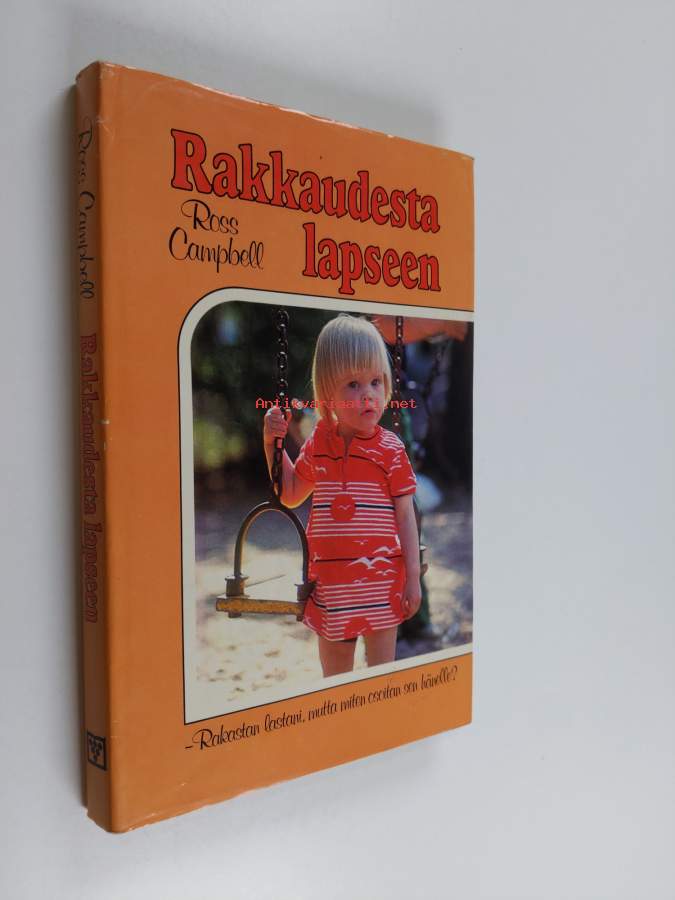 Rakkaudesta
lapseen
Ross
Campbell
Antikvariaatti.net
–Rakastan lastani, mutta miten osoitan sen hänelle?
Ross Campbell
Rakkaudesta lapseen